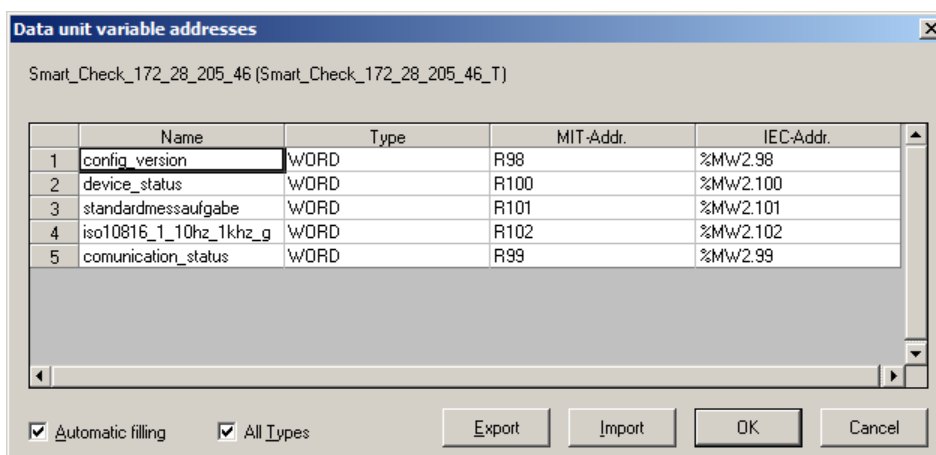 Data unit variable addresses
Smart_Check_172_28_205_46 (Smart_Check_172_28_205_46_T)
Name Type MIT-Addr. IEC-Addr.
1 config_version WORD R98 %MW2.98
2 device_status WORD R100 %MW2.100
3 standardmessaufgabe WORD R101 %MW2.101
4 iso10816_1_10hz_1khz_g WORD R102 %MW2.102
5 comunication_status WORD R99 %MW2.99
Automatic filling All Types Export Import OK Cancel